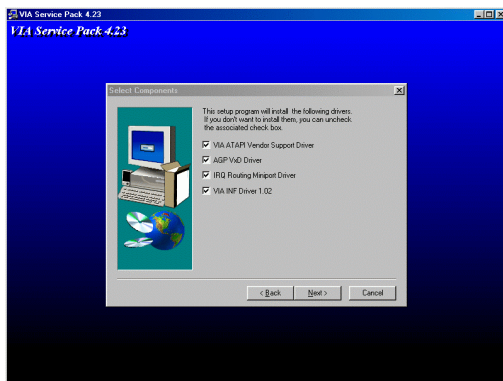 VIA Service Pack 4.23
VIA Service Pack 4.23
Select Components
This setup program will install the following drivers.
If you don't want to install them, you can uncheck
the associated check box.
VIA ATAPI Vendor Support Driver
AGP VxD Driver
IRQ Routing Miniport Driver
VIA INF Driver 1.02
< Back
Next >
Cancel